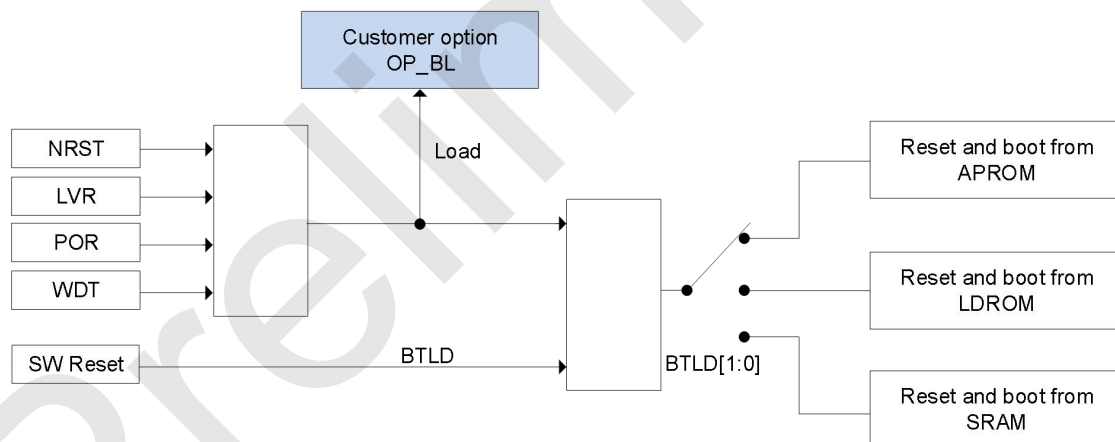 Customer option
OP_BL
NRST
LVR
POR
WDT
Load
SW Reset
BTLD
BTLD[1:0]
Reset and boot from
APROM
Reset and boot from
LDROM
Reset and boot from
SRAM
Prelim